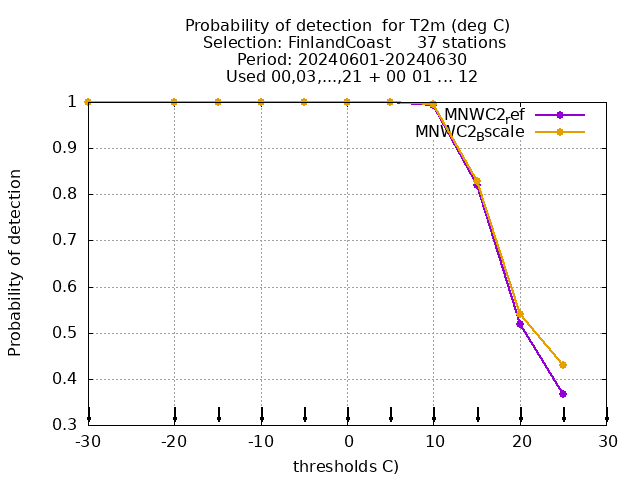 Probability of detection for T2m (deg C)
Selection: FinlandCoast 37 stations
Period: 20240601-20240630
Used 00,03,...,21 + 00 01 ... 12
MNWC2ref
MNWC2Bscale
1
0.9
0.8
0.7
0.6
0.5
0.4
0.3
Probability of detection
-30 -20 -10 0 10 20 30
thresholds C)